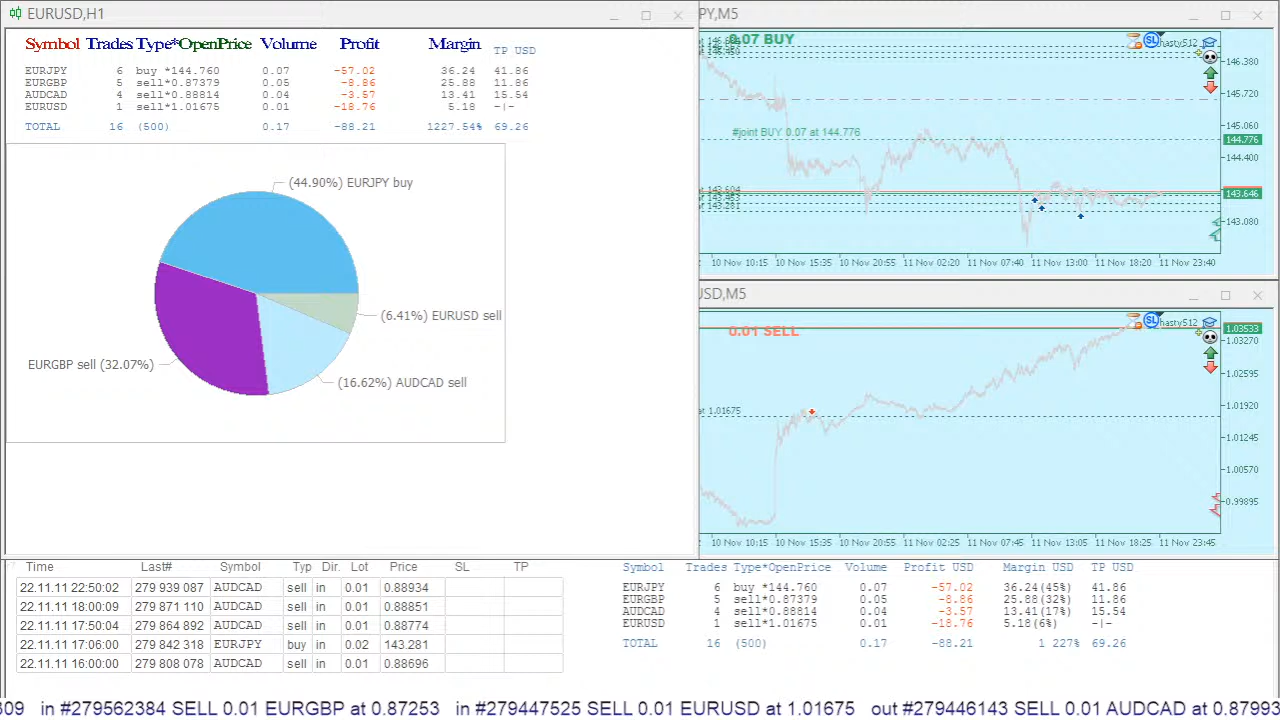 EURUSD,H1
Symbol Trades Type*OpenPrice Volume Profit Margin TP USD
EURJPY 6 buy *144.760 0.07 -57.02 36.24 41.86
EURGBP 5 sell*0.87379 0.05 -8.86 25.88 11.86
AUDCAD 4 sell*0.88814 0.04 -3.57 13.41 15.54
EURUSD 1 sell*1.01675 0.01 -18.76 5.18 -|-
TOTAL 16 (500) 0.17 -88.21 1227.54% 69.26
(44.90%) EURJPY buy
(6.41%) EURUSD sell
EURGBP sell (32.07%)
(16.62%) AUDCAD sell
PY,M5
0.07 BUY
SL hasty512
146.380
145.720
#joint BUY 0.07 at 144.776
145.060
144.776
144.400
143.604
143.646
143.281
143.080
10 Nov 10:15 10 Nov 15:35 10 Nov 20:55 11 Nov 02:20 11 Nov 07:40 11 Nov 13:00 11 Nov 18:20 11 Nov 23:40
USD,M5
0.01 SELL
SL hasty512
1.03533
1.03270
1.02595
1.01920
at 1.01675
1.01245
1.00570
0.99895
10 Nov 10:15 10 Nov 15:35 10 Nov 21:00 11 Nov 02:25 11 Nov 07:45 11 Nov 13:05 11 Nov 18:25 11 Nov 23:45
Time Last# Symbol Typ Dir. Lot Price SL TP
22.11.11 22:50:02 279 939 087 AUDCAD sell in 0.01 0.88934
22.11.11 18:00:09 279 871 110 AUDCAD sell in 0.01 0.88851
22.11.11 17:50:04 279 864 892 AUDCAD sell in 0.01 0.88774
22.11.11 17:06:00 279 842 318 EURJPY buy in 0.02 143.281
22.11.11 16:00:00 279 808 078 AUDCAD sell in 0.01 0.88696
Symbol Trades Type*OpenPrice Volume Profit USD Margin USD TP USD
EURJPY 6 buy *144.760 0.07 -57.02 36.24(45%) 41.86
EURGBP 5 sell*0.87379 0.05 -8.86 25.88(32%) 11.86
AUDCAD 4 sell*0.88814 0.04 -3.57 13.41(17%) 15.54
EURUSD 1 sell*1.01675 0.01 -18.76 5.18(6%) -|-
TOTAL 16 (500) 0.17 -88.21 1 227% 69.26
309 in #279562384 SELL 0.01 EURGBP at 0.87253 in #279447525 SELL 0.01 EURUSD at 1.01675 out #279446143 SELL 0.01 AUDCAD at 0.87993